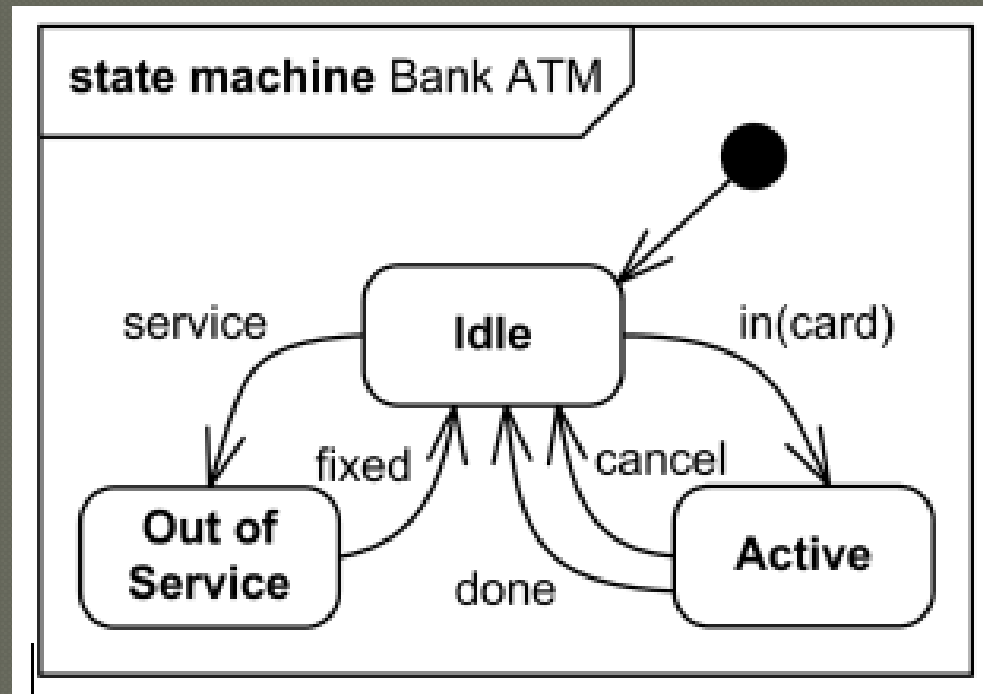 state machine Bank ATM
service
Idle
in(card)
fixed
cancel
Out of
Service
done
Active